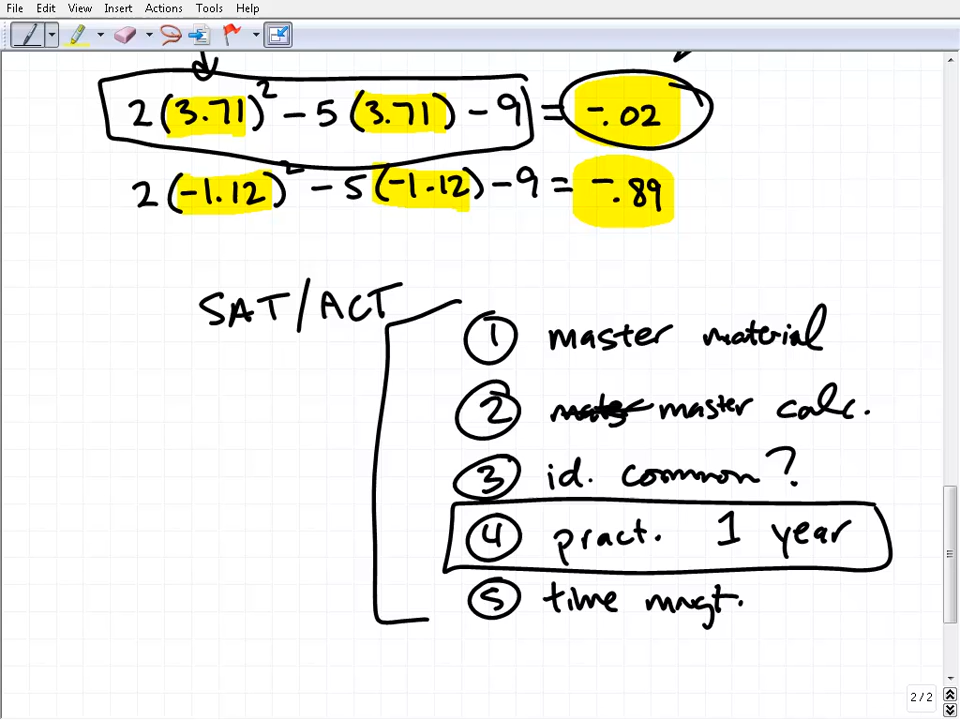 File Edit View Insert Actions Tools Help
2(3.71)² - 5(3.71) - 9 = -.02
2(-1.12)² - 5(-1.12) - 9 = -.89
SAT/ACT
1 master material
2 master calc.
3 id. common?
4 pract. 1 year
5 time mngt.
2/2